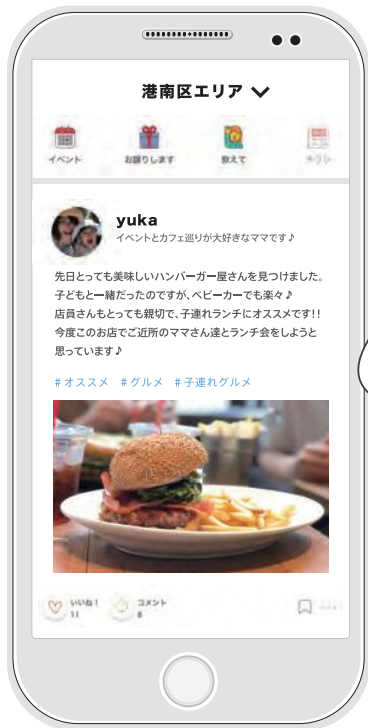 港南区エリア
イベント
お譲りします
教えて
チラシ
yuka
イベントとカフェ巡りが大好きなママです♪
先日とっても美味しいハンバーガー屋さんを見つけました。
子どもと一緒だったのですが、ベビーカーでも楽々♪
店員さんもとっても親切で、子連れランチにオススメです!!
今度このお店でご近所のママさん達とランチ会をしようと
思っています♪
#オススメ #グルメ #子連れグルメ
いいね! コメント
11 8